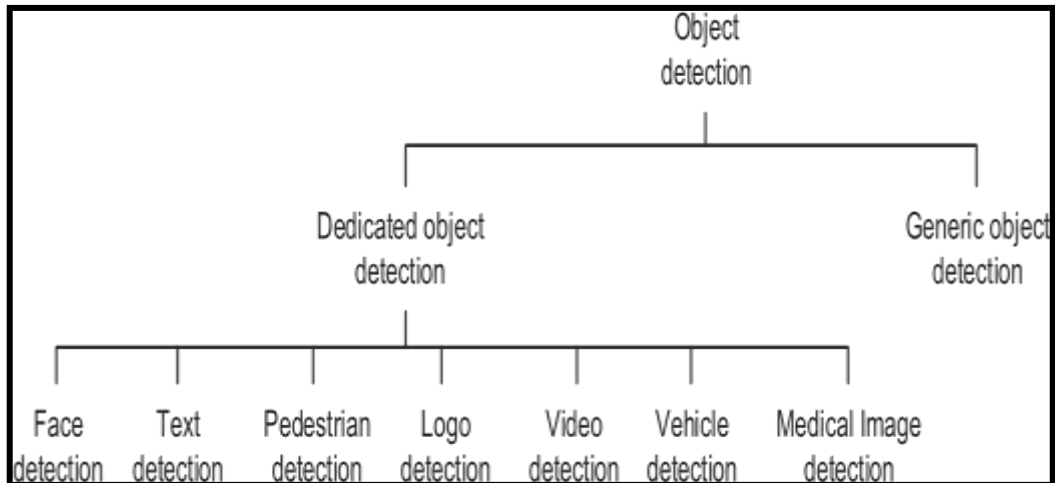 Object
detection
Dedicated object
detection
Generic object
detection
Face
detection
Text
detection
Pedestrian
detection
Logo
detection
Video
detection
Vehicle
detection
Medical Image
detection